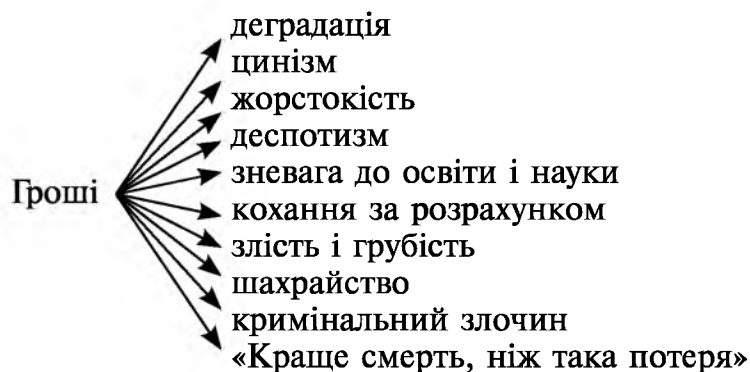 деградація
цинізм
жорстокість
деспотизм
Гроші
зневага до освіти і науки
кохання за розрахунком
злість і грубість
шахрайство
кримінальний злочин
«Краще смерть, ніж така потеря»